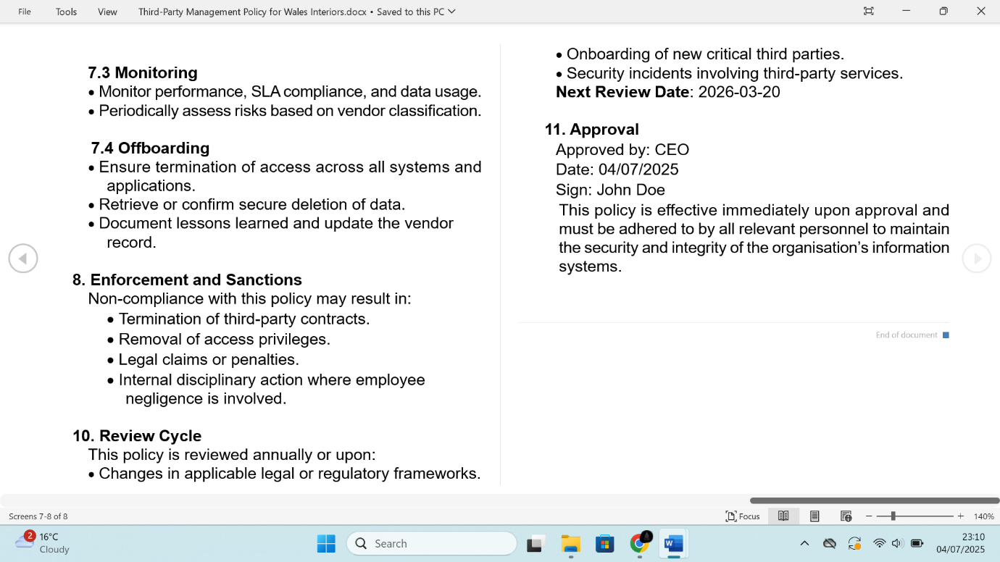 File Tools View Third-Party Management Policy for Wales Interiors.docx • Saved to this PC
7.3 Monitoring
• Monitor performance, SLA compliance, and data usage.
• Periodically assess risks based on vendor classification.
7.4 Offboarding
• Ensure termination of access across all systems and
applications.
• Retrieve or confirm secure deletion of data.
• Document lessons learned and update the vendor
record.
8. Enforcement and Sanctions
Non-compliance with this policy may result in:
• Termination of third-party contracts.
• Removal of access privileges.
• Legal claims or penalties.
• Internal disciplinary action where employee
negligence is involved.
10. Review Cycle
This policy is reviewed annually or upon:
• Changes in applicable legal or regulatory frameworks.
• Onboarding of new critical third parties.
• Security incidents involving third-party services.
Next Review Date: 2026-03-20
11. Approval
Approved by: CEO
Date: 04/07/2025
Sign: John Doe
This policy is effective immediately upon approval and
must be adhered to by all relevant personnel to maintain
the security and integrity of the organisation’s information
systems.
End of document
Screens 7-8 of 8
Focus
140%
2
16°C
Cloudy
Search
23:10
04/07/2025